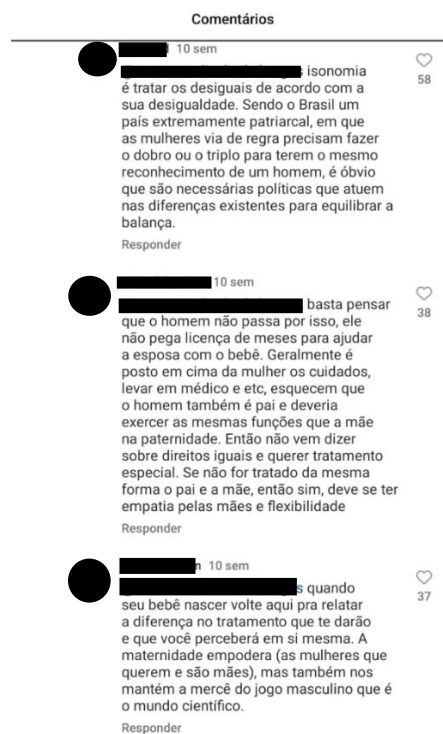 Comentários
10 sem
isonomia
58
é tratar os desiguais de acordo com a
sua desigualdade. Sendo o Brasil um
país extremamente patriarcal, em que
as mulheres via de regra precisam fazer
o dobro ou o triplo para terem o mesmo
reconhecimento de um homem, é óbvio
que são necessárias políticas que atuem
nas diferenças existentes para equilibrar a
balança.
Responder
10 sem
basta pensar
38
que o homem não passa por isso, ele
não pega licença de meses para ajudar
a esposa com o bebê. Geralmente é
posto em cima da mulher os cuidados,
levar em médico e etc, esquecem que
o homem também é pai e deveria
exercer as mesmas funções que a mãe
na paternidade. Então não vem dizer
sobre direitos iguais e querer tratamento
especial. Se não for tratado da mesma
forma o pai e a mãe, então sim, deve se ter
empatia pelas mães e flexibilidade
Responder
n 10 sem
s quando
37
seu bebê nascer volte aqui pra relatar
a diferença no tratamento que te darão
e que você perceberá em si mesma. A
maternidade empodera (as mulheres que
querem e são mães), mas também nos
mantém a mercê do jogo masculino que é
o mundo científico.
Responder